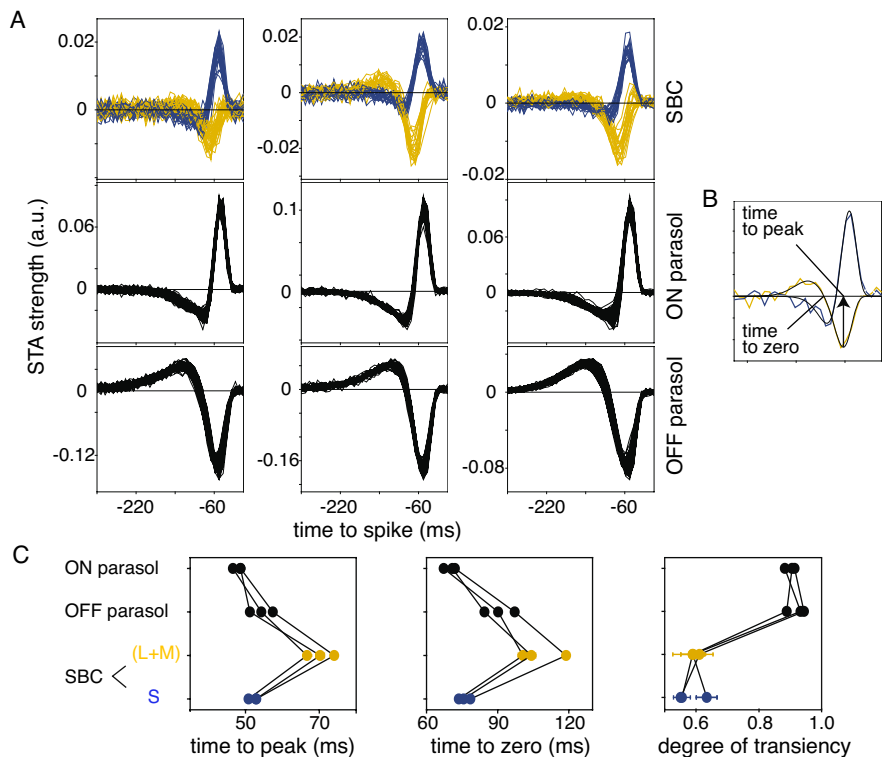 A
0.02
0
0.02
0
-0.02
0.02
0
-0.02
SBC
STA strength (a.u.)
0.06
0
0.1
0
0.06
0
ON parasol
0
-0.12
0
-0.16
0
-0.08
OFF parasol
-220
-60
-220
-60
-220
-60
time to spike (ms)
B
time
to peak
time
to zero
C
ON parasol
OFF parasol
SBC
(L+M)
S
50
70
time to peak (ms)
60
90
120
time to zero (ms)
0.6
0.8
1.0
degree of transiency